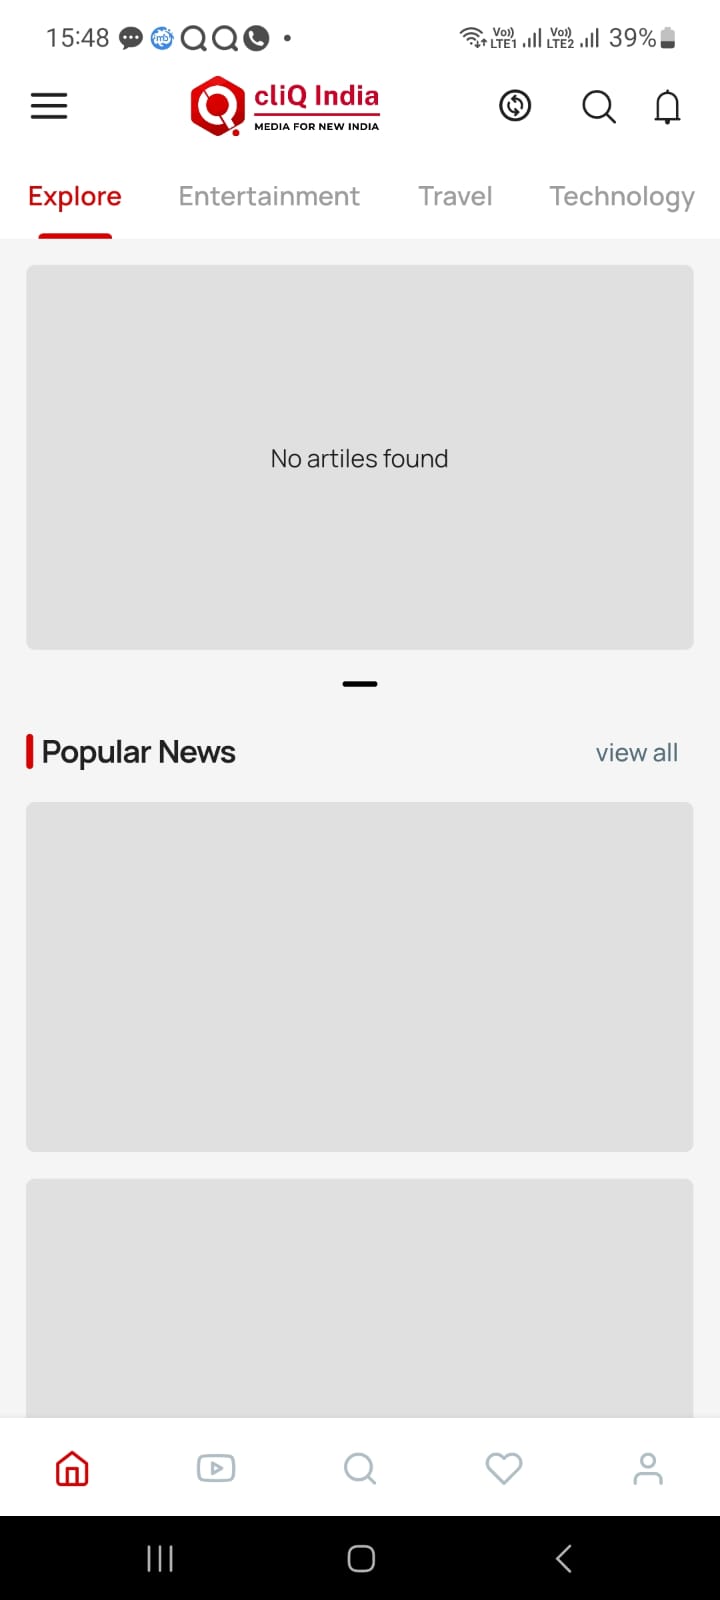 15:48
Vo)) LTE1 Vo)) LTE2 39%
cliQ India
MEDIA FOR NEW INDIA
Explore Entertainment Travel Technology
No artiles found
Popular News view all